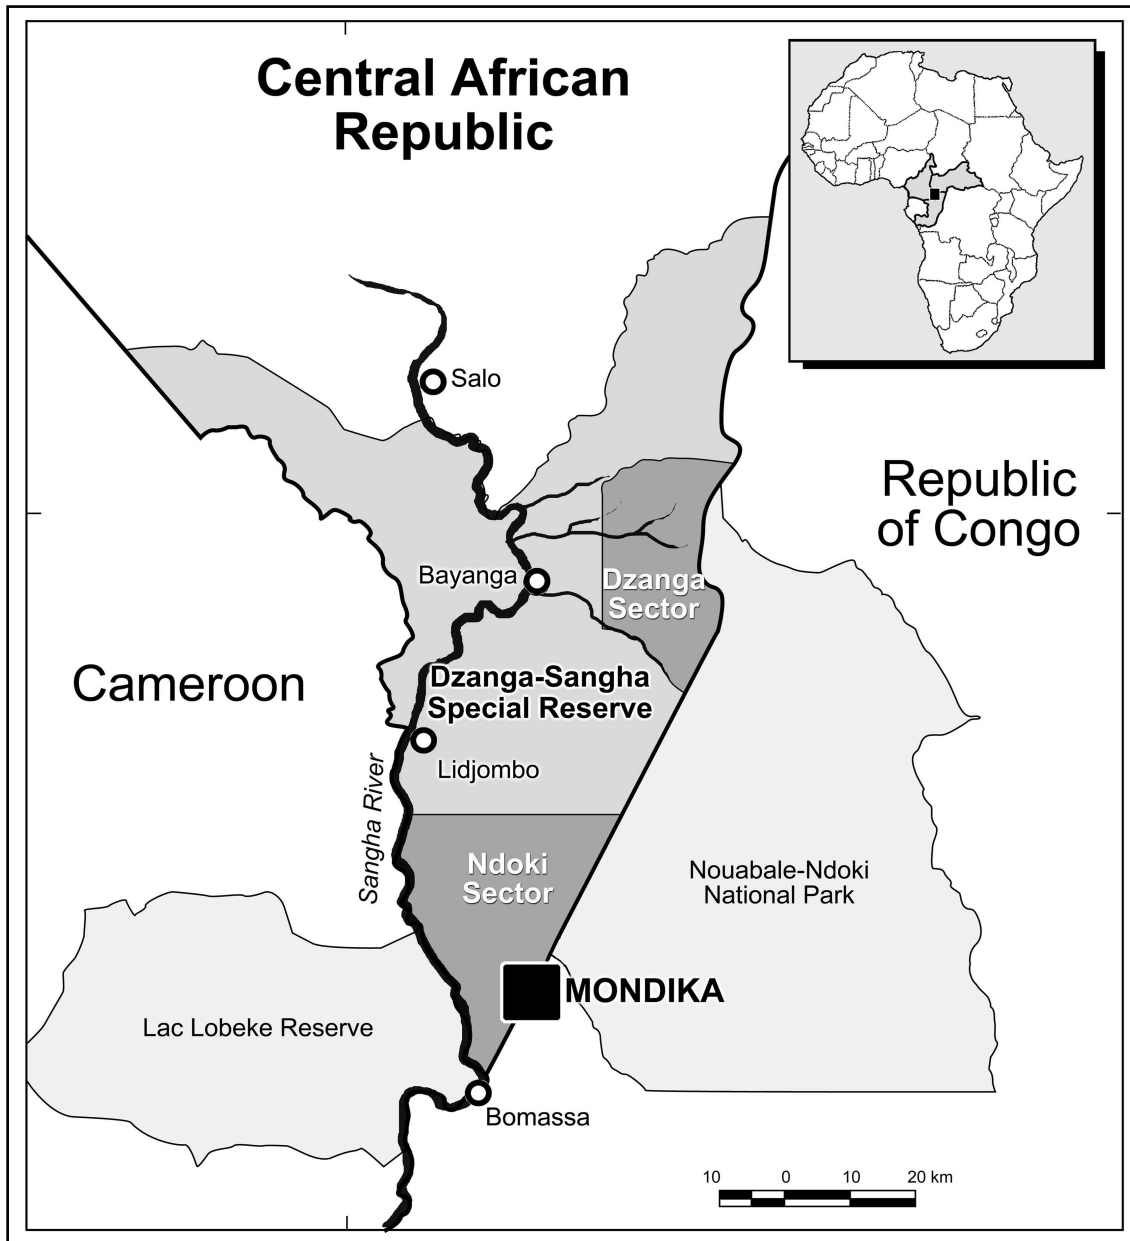 Central African
Republic
Salo
Republic
of Congo
Bayanga
Dzanga
Sector
Cameroon
Dzanga-Sangha
Special Reserve
Lidjombo
Sangha River
Ndoki
Sector
Nouabale-Ndoki
National Park
MONDIKA
Lac Lobeke Reserve
Bomassa
10 0 10 20 km